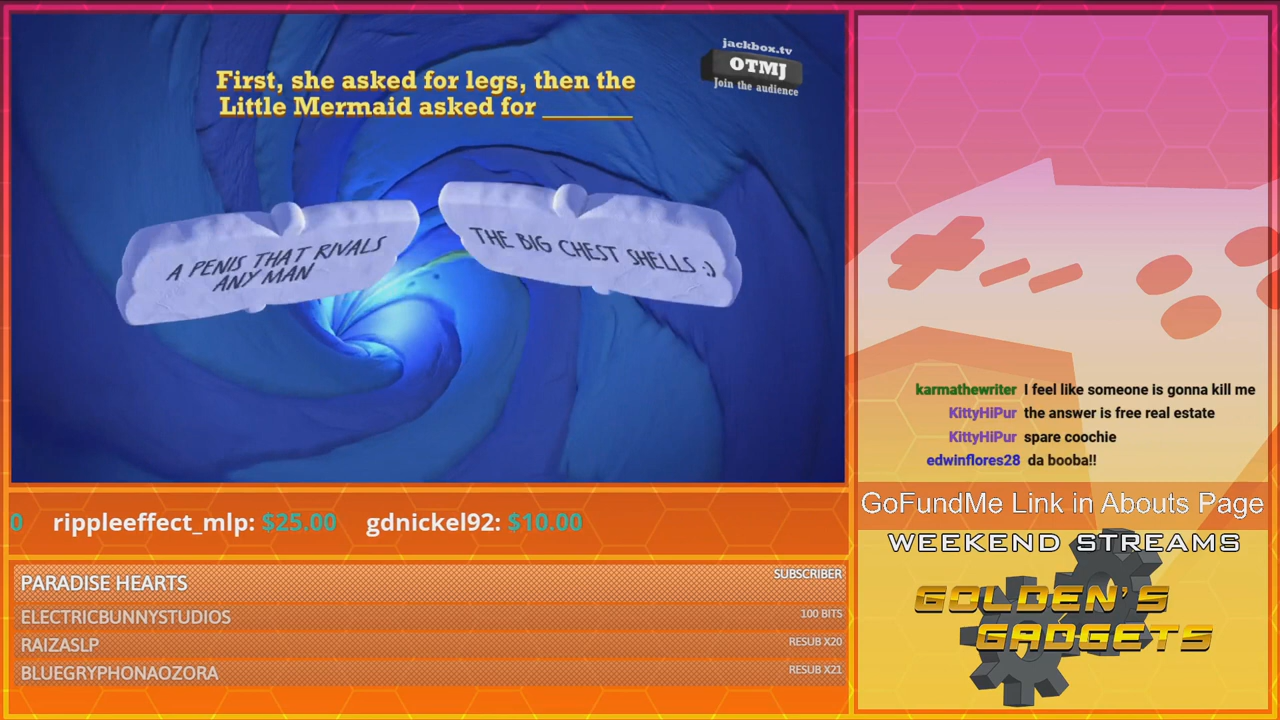 First, she asked for legs, then the
Little Mermaid asked for ________
jackbox.tv
OTMJ
Join the audience
A PENIS THAT RIVALS
ANY MAN
THE BIG CHEST SHELLS :)
karmathewriter I feel like someone is gonna kill me
KittyHiPur the answer is free real estate
KittyHiPur spare coochie
edwinflores28 da booba!!
0 rippleeffect_mlp: $25.00 gdnickel92: $10.00
GoFundMe Link in Abouts Page
WEEKEND STREAMS
GOLDEN'S
GADGETS
PARADISE HEARTS SUBSCRIBER
ELECTRICBUNNYSTUDIOS 100 BITS
RAIZASLP RESUB X20
BLUEGRYPHONAOZORA RESUB X21